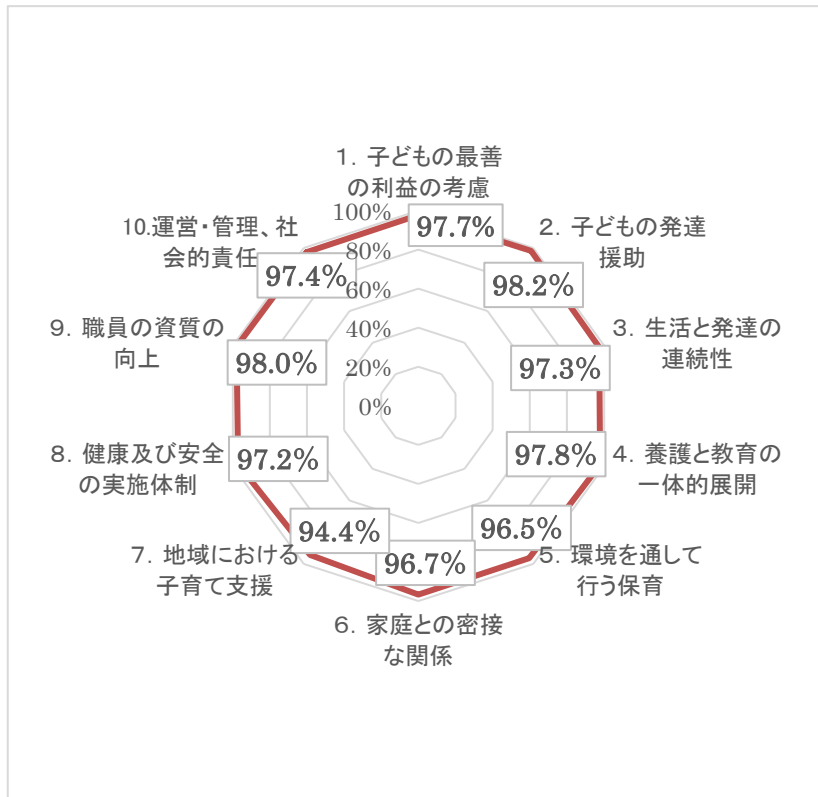 1．子どもの最善
の利益の考慮
97.7%
2．子どもの発達
援助
98.2%
3．生活と発達の
連続性
97.3%
4．養護と教育の
一体的展開
97.8%
5．環境を通して
行う保育
96.5%
6．家庭との密接
な関係
96.7%
7．地域における
子育て支援
94.4%
8．健康及び安全
の実施体制
97.2%
9．職員の資質の
向上
98.0%
10.運営・管理、社
会的責任
97.4%
100%
80%
60%
40%
20%
0%